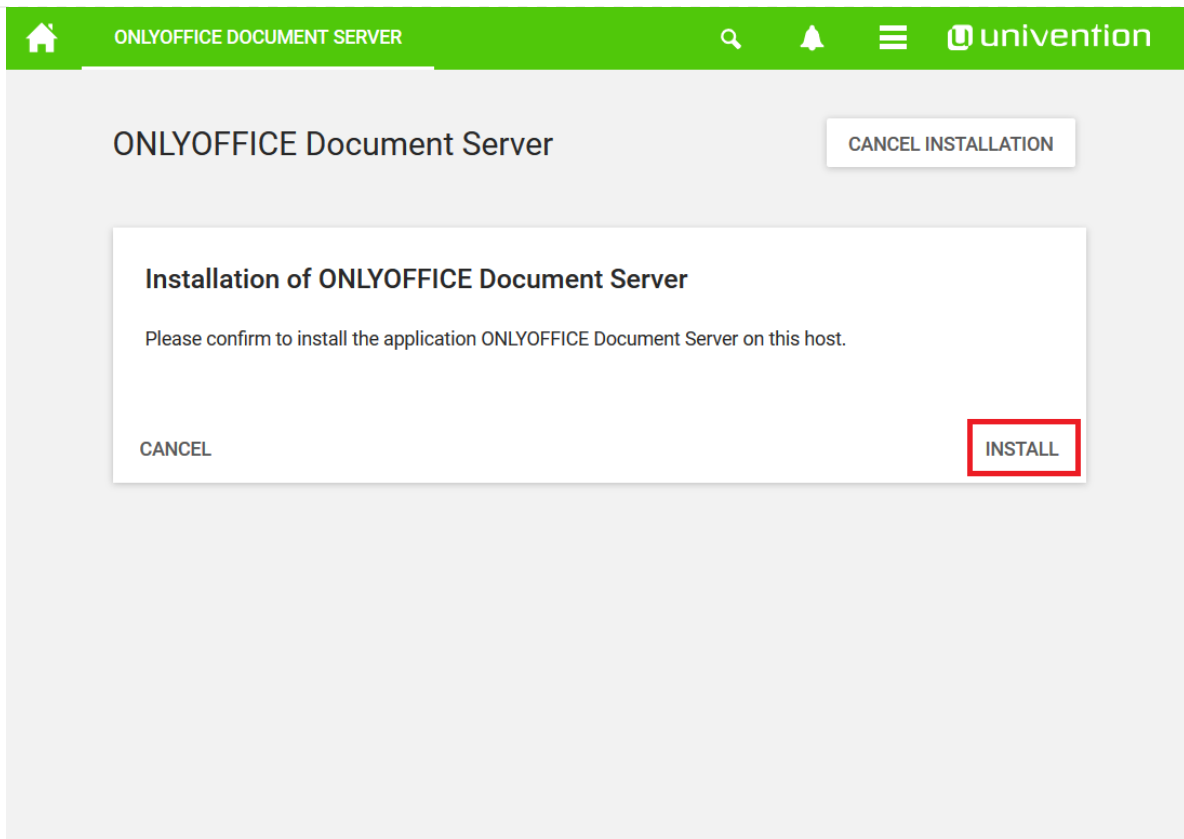 ONLYOFFICE DOCUMENT SERVER
univention
ONLYOFFICE Document Server
CANCEL INSTALLATION
Installation of ONLYOFFICE Document Server
Please confirm to install the application ONLYOFFICE Document Server on this host.
CANCEL
INSTALL